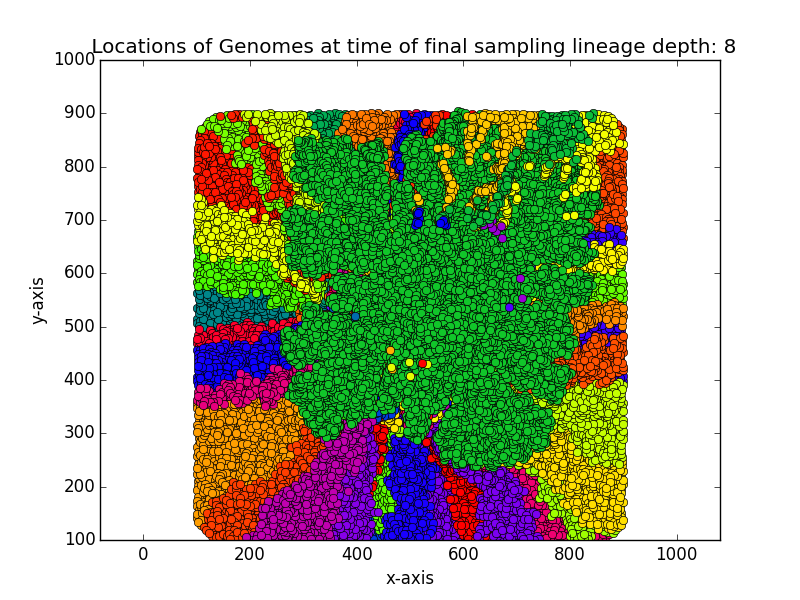 Locations of Genomes at time of final sampling lineage depth: 8
1000
900
800
700
600
500
400
300
200
100
y-axis
0 200 400 600 800 1000
x-axis